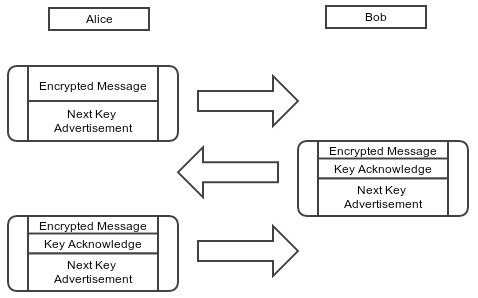 Alice
Bob
Encrypted Message
Next Key
Advertisement
Encrypted Message
Key Acknowledge
Next Key
Advertisement
Encrypted Message
Key Acknowledge
Next Key
Advertisement